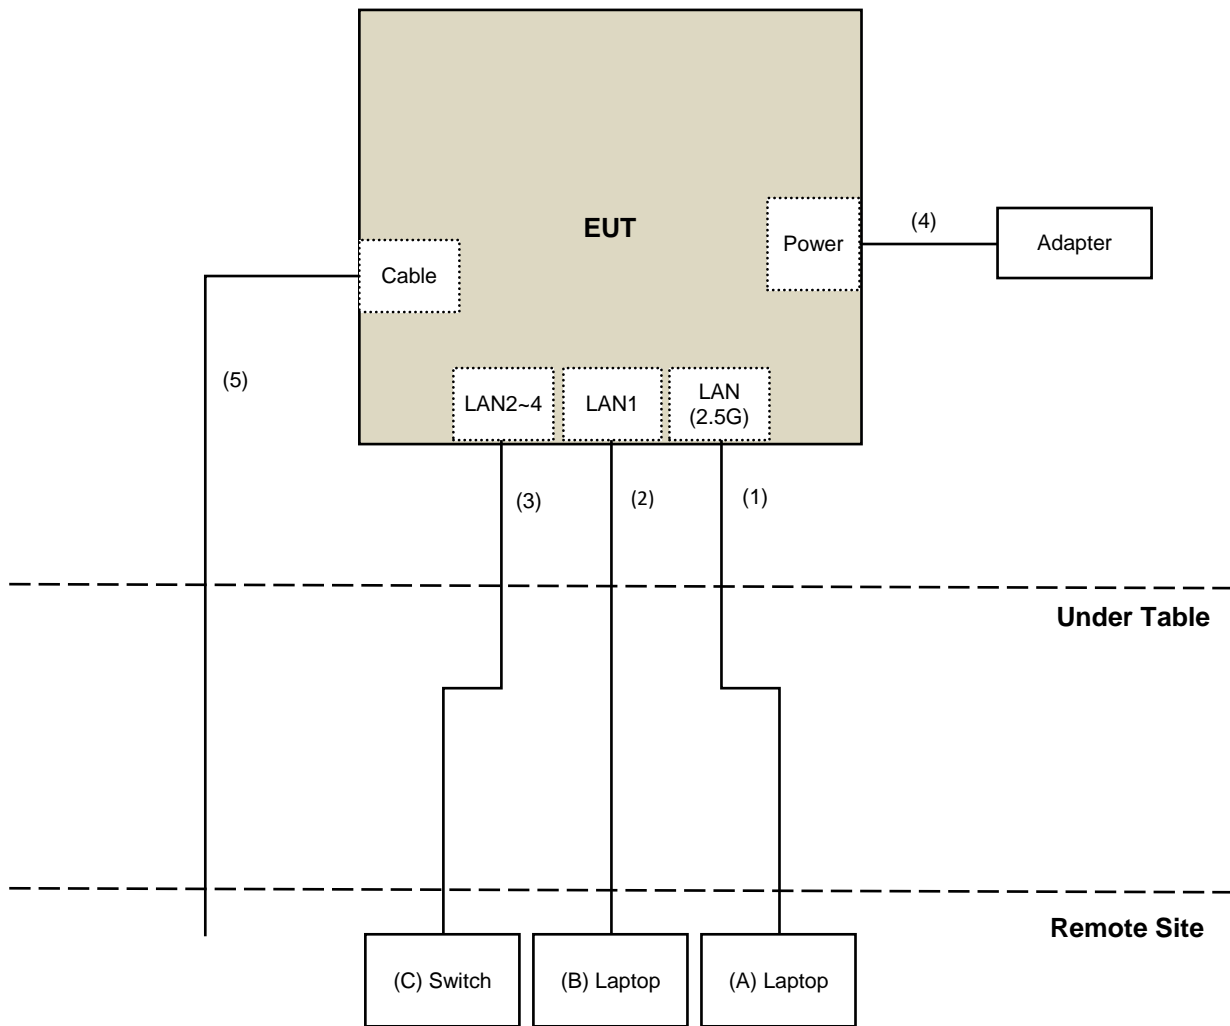 EUT
Power
(4)
Adapter
Cable
(5)
LAN2~4
LAN1
LAN
(2.5G)
(3)
(2)
(1)
Under Table
Remote Site
(C) Switch
(B) Laptop
(A) Laptop